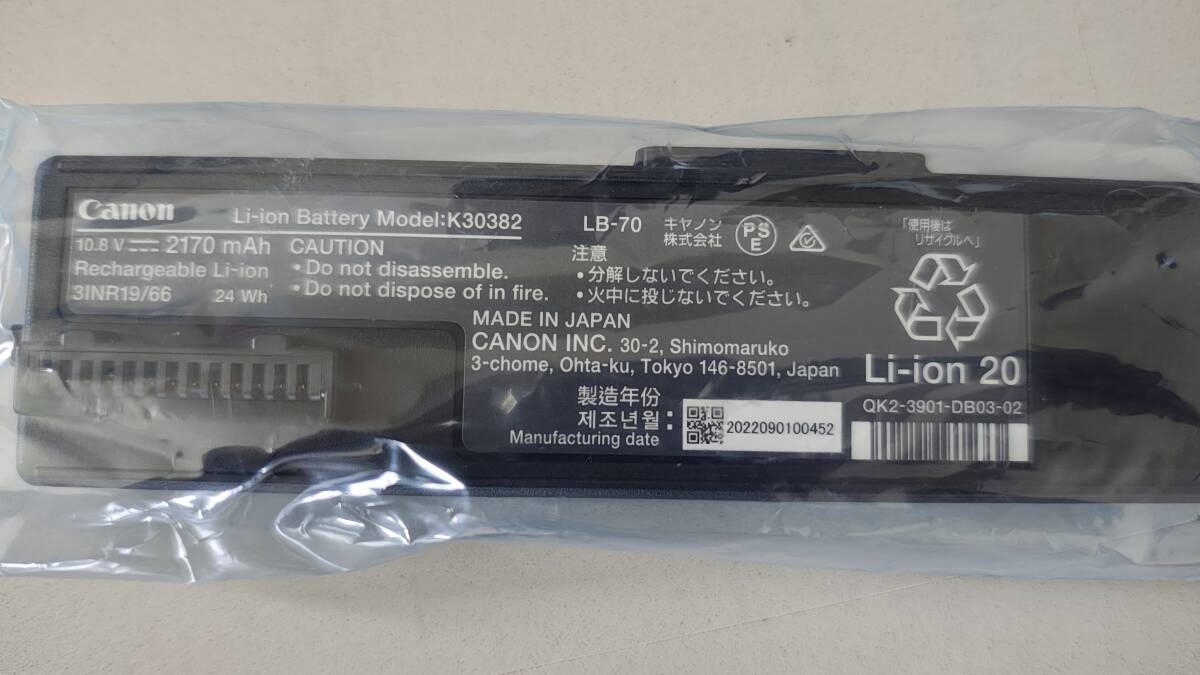 Canon
Li-ion Battery Model:K30382
LB-70
キヤノン
株式会社
PS
E
「使用後は
リサイクルへ」
10.8 V 2170 mAh
Rechargeable Li-ion
3INR19/66 24 Wh
CAUTION
・Do not disassemble.
・Do not dispose of in fire.
注意
・分解しないでください。
・火中に投じないでください。
MADE IN JAPAN
CANON INC. 30-2, Shimomaruko
3-chome, Ohta-ku, Tokyo 146-8501, Japan
Li-ion 20
製造年份
제조년월 :
Manufacturing date
2022090100452
QK2-3901-DB03-02